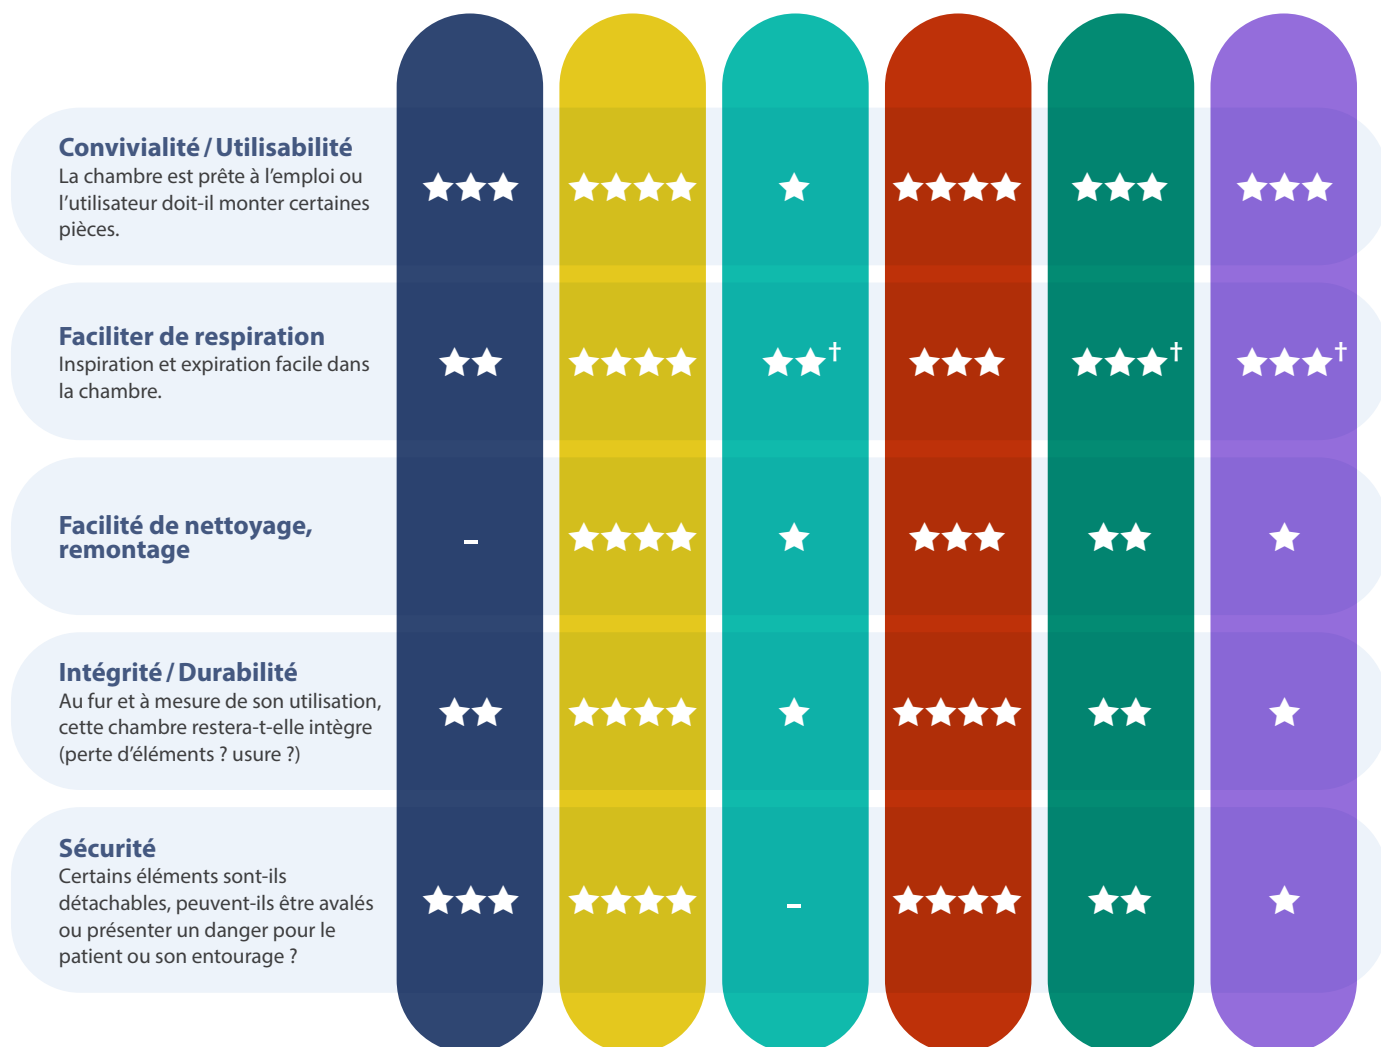 Convivialité / Utilisabilité
La chambre est prête à l’emploi ou
l’utilisateur doit-il monter certaines
pièces.
★★★ ★★★★ ★ ★★★★ ★★★ ★★★
Faciliter de respiration
Inspiration et expiration facile dans
la chambre.
★★ ★★★★ ★★† ★★★ ★★★† ★★★†
Facilité de nettoyage,
remontage
– ★★★★ ★ ★★★ ★★ ★
Intégrité / Durabilité
Au fur et à mesure de son utilisation,
cette chambre restera-t-elle intègre
(perte d’éléments ? usure ?)
★★ ★★★★ ★ ★★★★ ★★ ★
Sécurité
Certains éléments sont-ils
détachables, peuvent-ils être avalés
ou présenter un danger pour le
patient ou son entourage ?
★★★ ★★★★ – ★★★★ ★★ ★